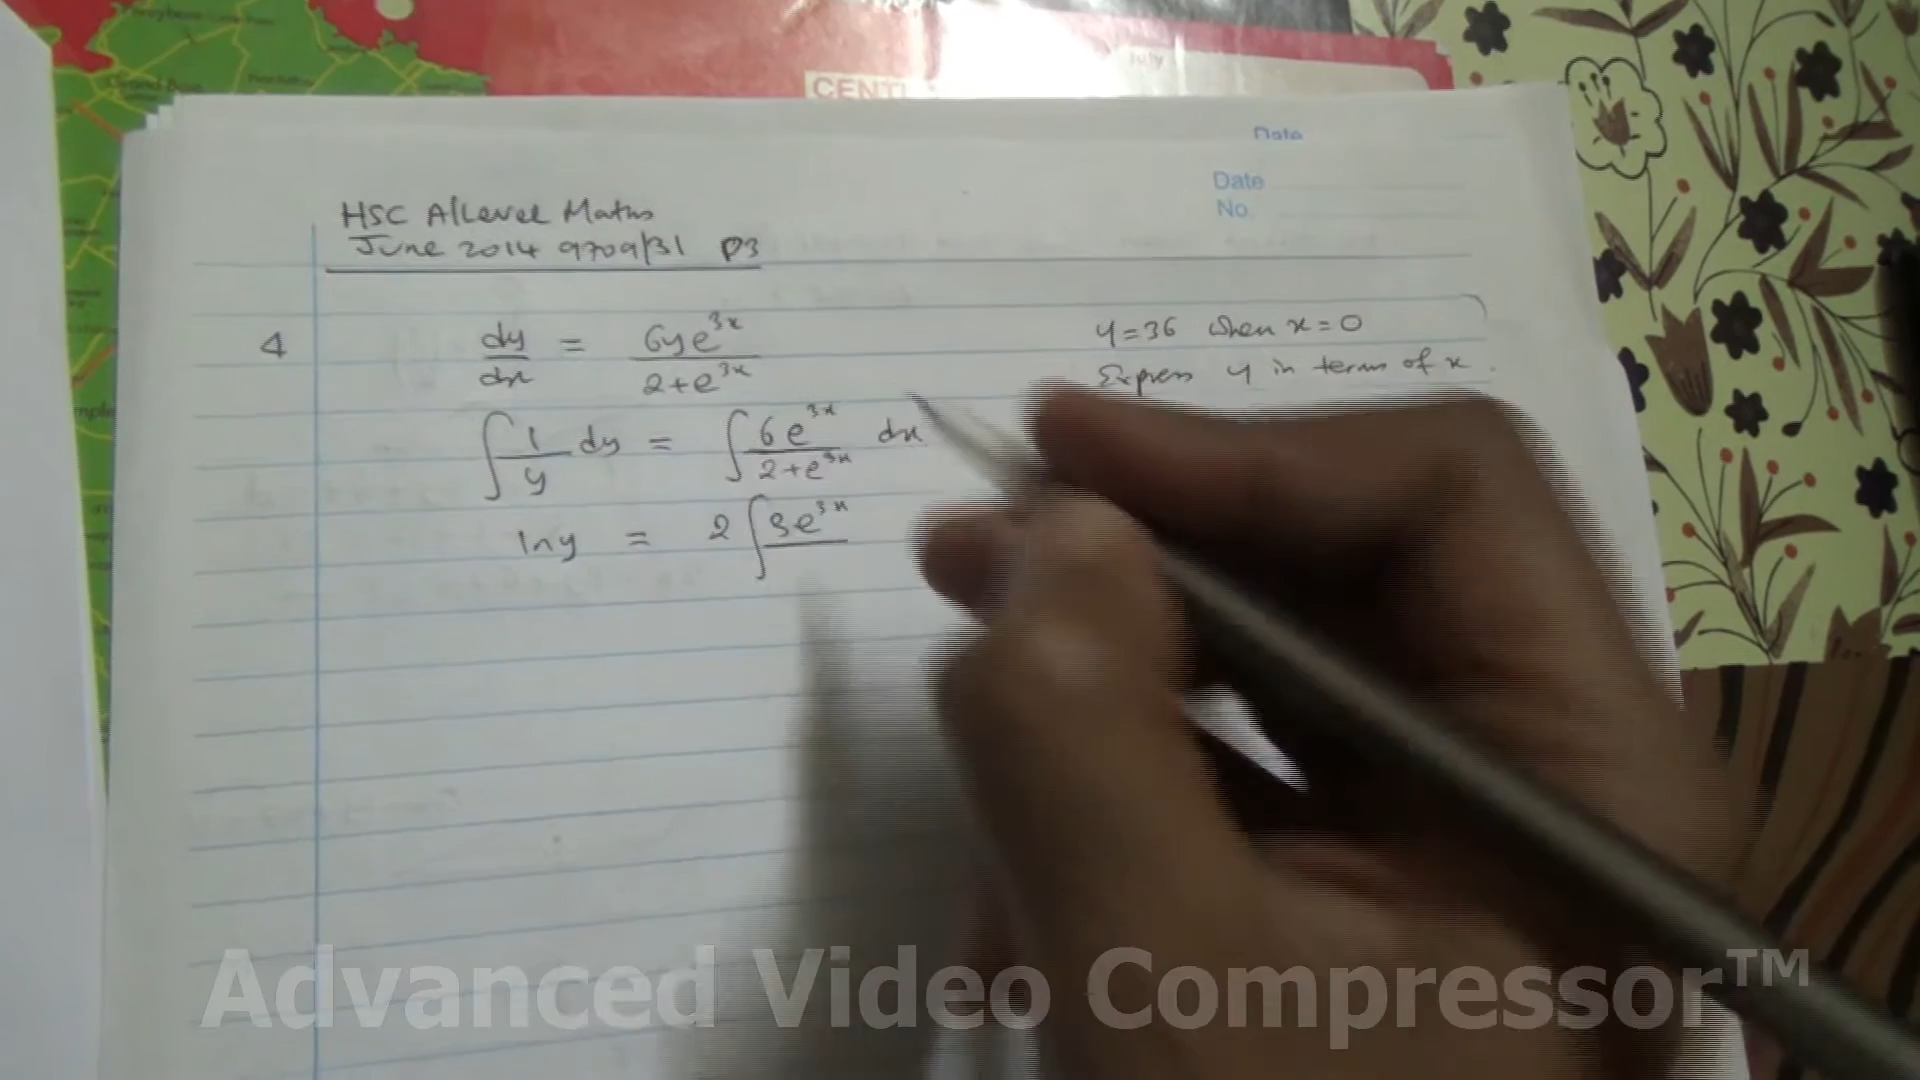 CENT
July
Date
Date
No.
HSC A/Level Maths
June 2014 9709/31 P3
4
dy/dx = 6ye^3x / 2+e^3x
y=36 when x=0
Express y in terms of x.
∫ 1/y dy = ∫ 6e^3x / 2+e^3x dx
ln y = 2 ∫ 3e^3x
Advanced Video Compressor™